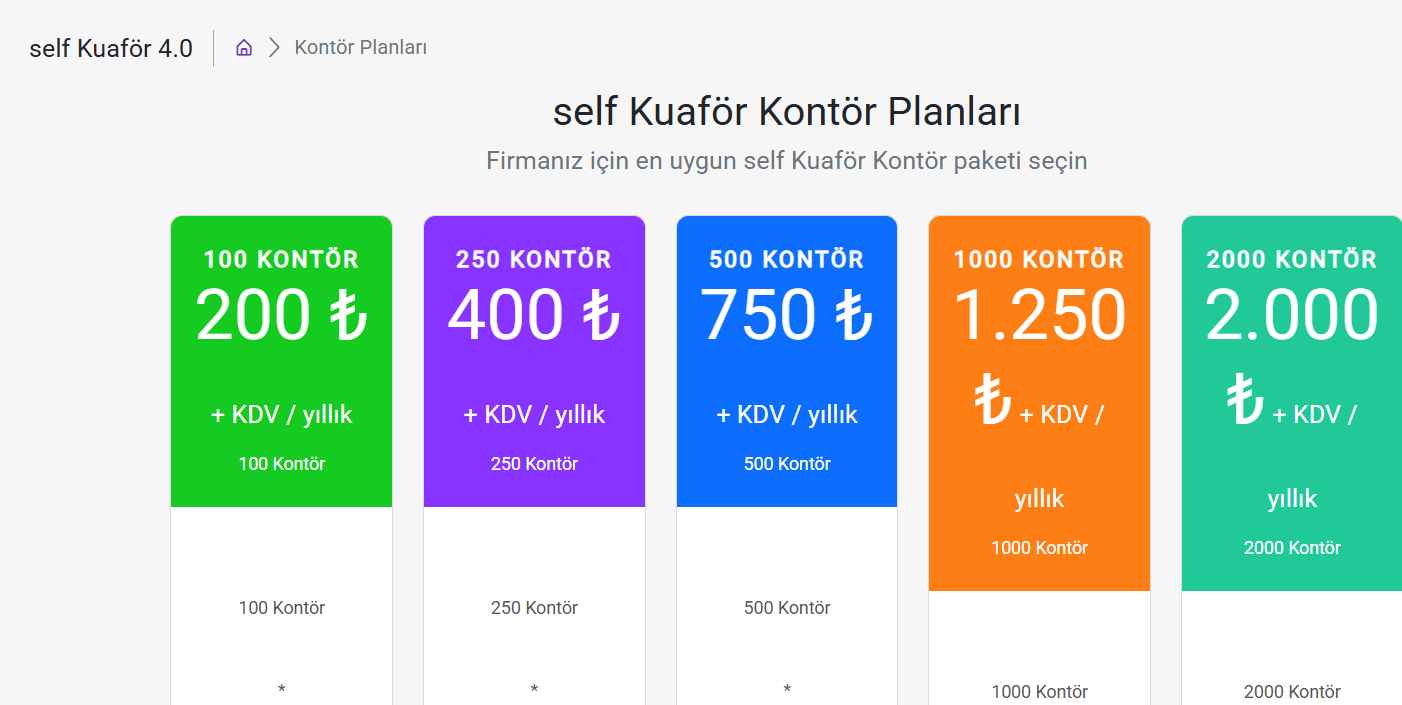 self Kuaför 4.0
Kontör Planları
self Kuaför Kontör Planları
Firmanız için en uygun self Kuaför Kontör paketi seçin
100 KONTÖR
200 ₺
+ KDV / yıllık
100 Kontör
100 Kontör
*
250 KONTÖR
400 ₺
+ KDV / yıllık
250 Kontör
250 Kontör
*
500 KONTÖR
750 ₺
+ KDV / yıllık
500 Kontör
500 Kontör
*
1000 KONTÖR
1.250
₺ + KDV /
yıllık
1000 Kontör
1000 Kontör
2000 KONTÖR
2.000
₺ + KDV /
yıllık
2000 Kontör
2000 Kontör